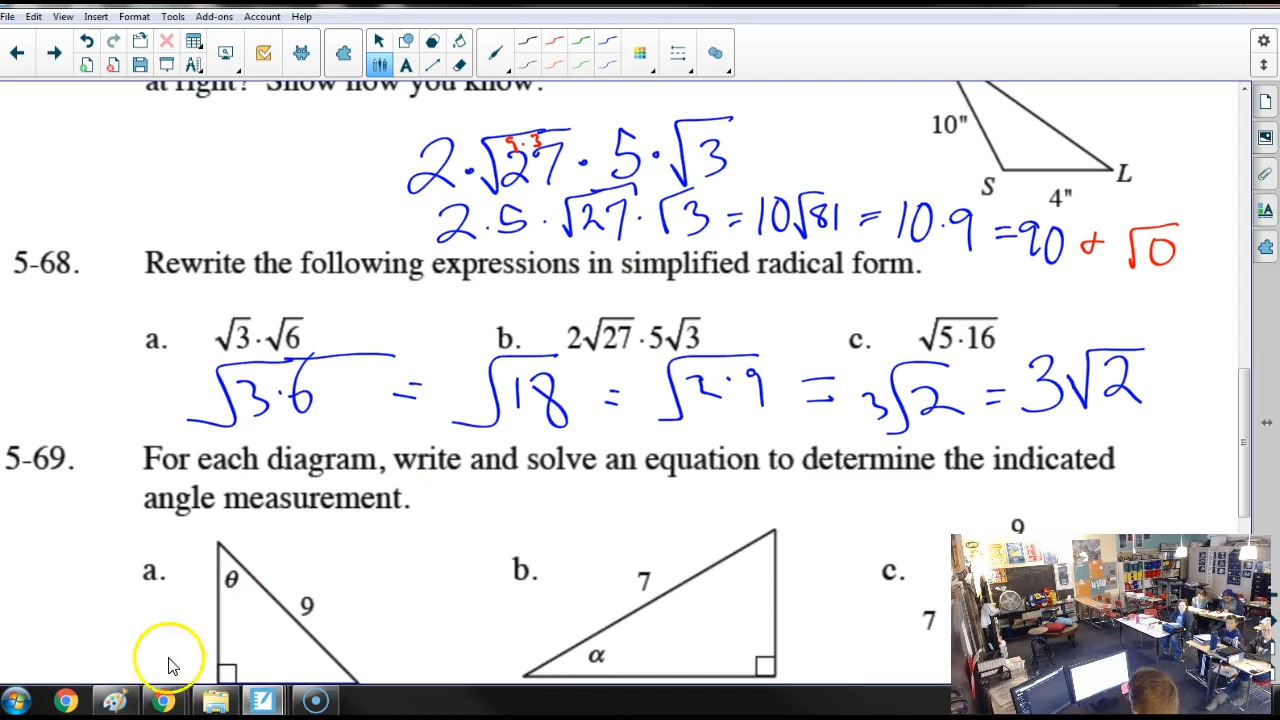 File Edit View Insert Format Tools Add-ons Account Help
at right? Show how you know.
10"
S
4"
L
9·3
2·√27 · 5·√3
2·5·√27·√3 = 10√81 = 10·9 = 90 + √0
5-68. Rewrite the following expressions in simplified radical form.
a. √3·√6 b. 2√27·5√3 c. √5·16
√3·6 = √18 = √2·9 = 3√2 = 3√2
5-69. For each diagram, write and solve an equation to determine the indicated
angle measurement.
a. θ 9
b. 7 α
c. 9 7